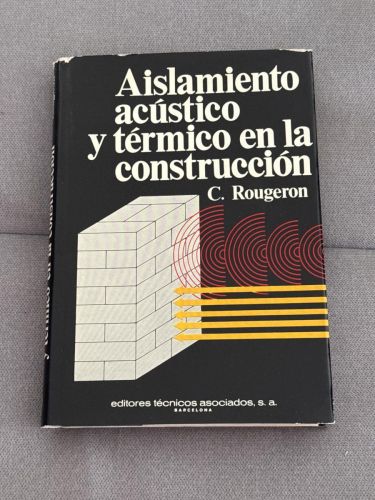 Aislamiento
acústico
y térmico en la
construcción
C. Rougeron
editores técnicos asociados, s. a.
BARCELONA